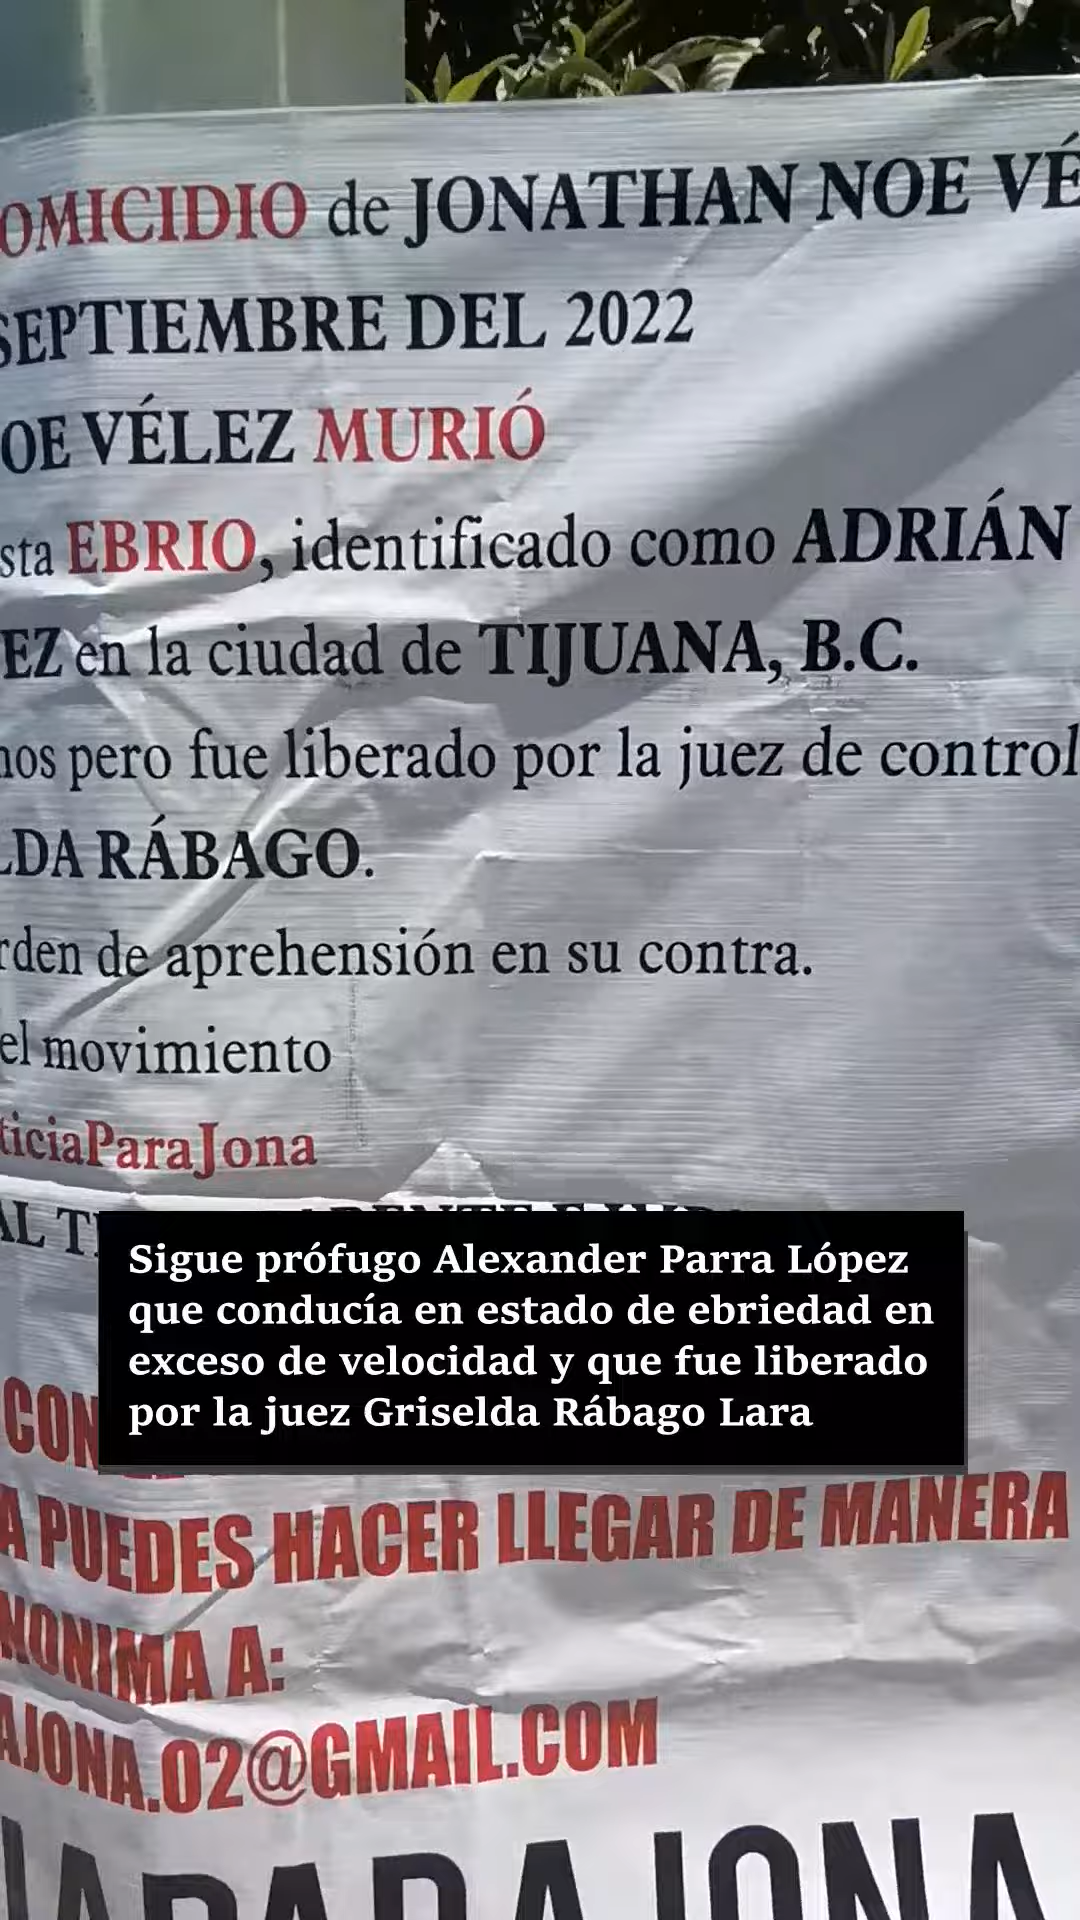 OMICIDIO de JONATHAN NOE VÉ
SEPTIEMBRE DEL 2022
OE VÉLEZ MURIÓ
sta EBRIO, identificado como ADRIÁN
EZ en la ciudad de TIJUANA, B.C.
nos pero fue liberado por la juez de control
LDA RÁBAGO.
rden de aprehensión en su contra.
el movimiento
ticiaParaJona
AL
Sigue prófugo Alexander Parra López
que conducía en estado de ebriedad en
exceso de velocidad y que fue liberado
por la juez Griselda Rábago Lara
CON
A PUEDES HACER LLEGAR DE MANERA
NONIMA A:
AJONA.02@GMAIL.COM
IAPARAJONA